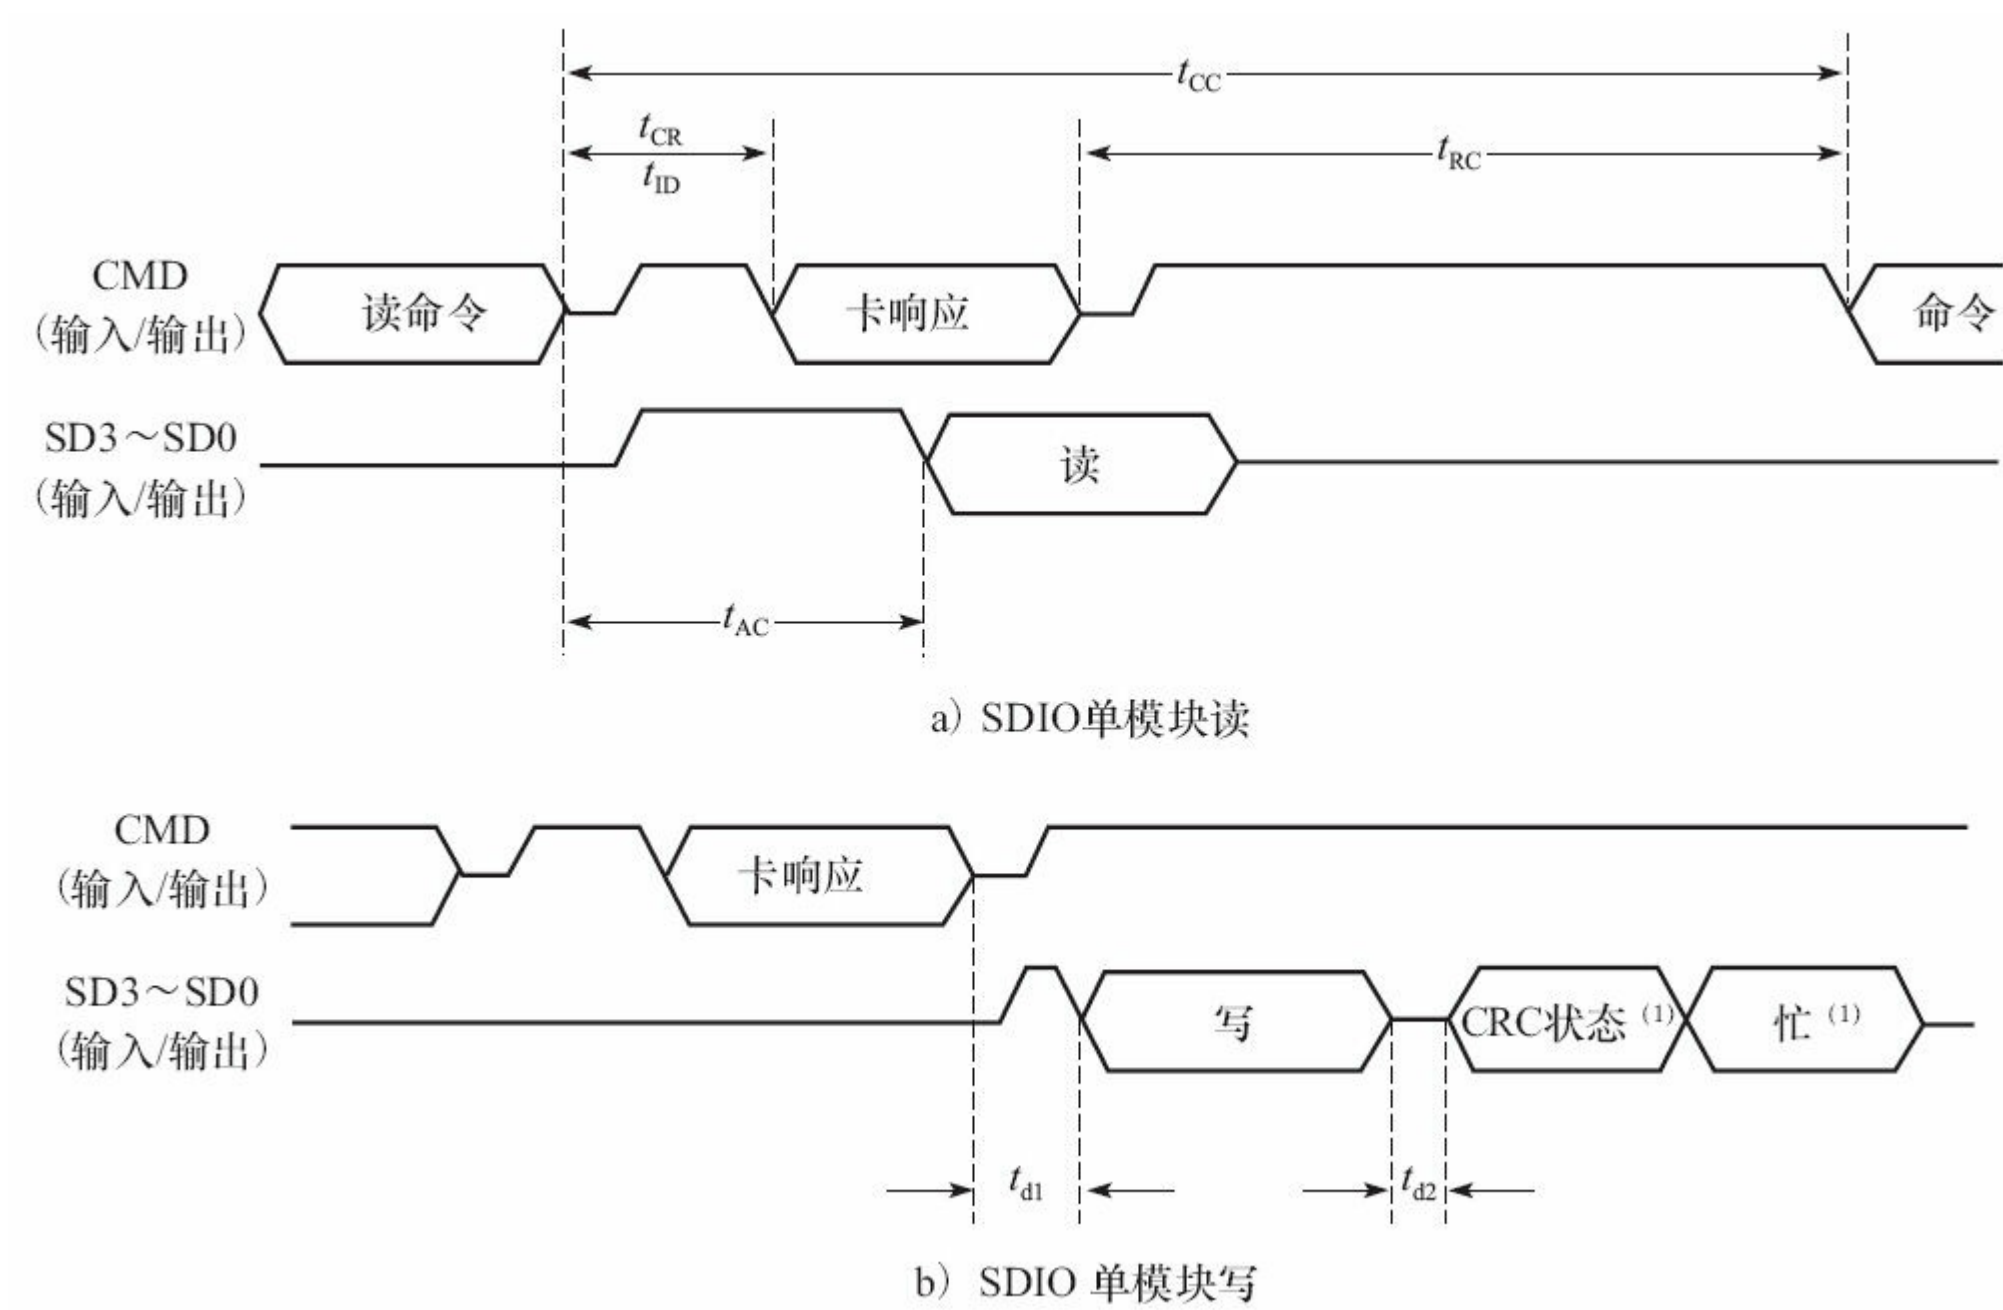 tCC
tCR
tID
tRC
CMD
(输入/输出)
读命令
卡响应
命令
SD3～SD0
(输入/输出)
读
tAC
a) SDIO单模块读
CMD
(输入/输出)
卡响应
SD3～SD0
(输入/输出)
写
CRC状态(1)
忙(1)
td1
td2
b) SDIO 单模块写